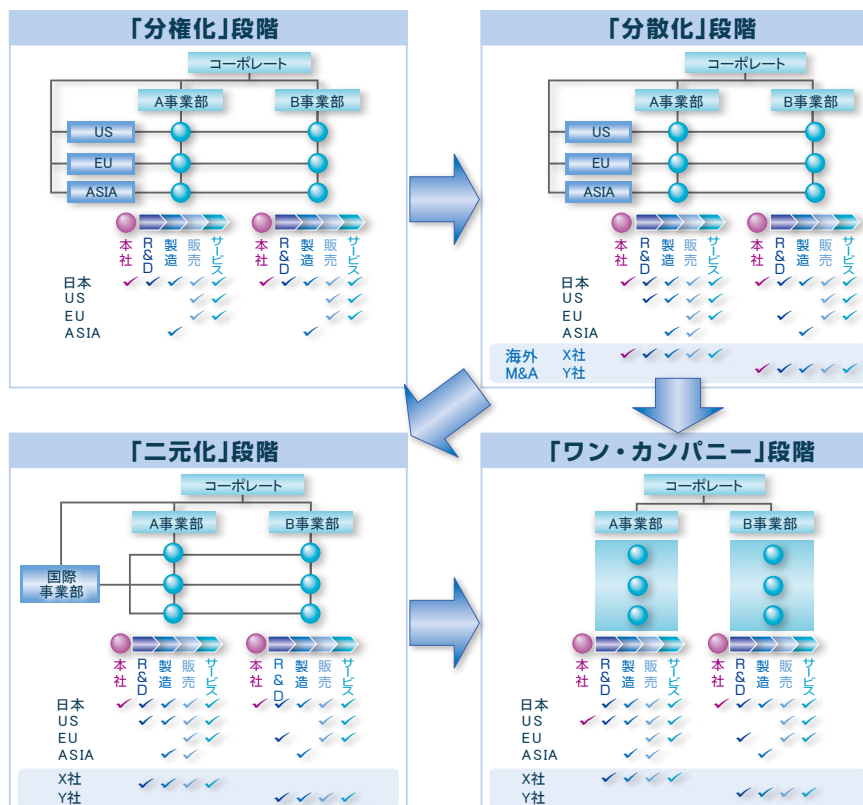 「分権化」段階
コーポレート
A事業部 B事業部
US
EU
ASIA
本社 R&D 製造 販売 サービス 本社 R&D 製造 販売 サービス
日本
US
EU
ASIA
「分散化」段階
コーポレート
A事業部 B事業部
US
EU
ASIA
本社 R&D 製造 販売 サービス 本社 R&D 製造 販売 サービス
日本
US
EU
ASIA
海外 X社
M&A Y社
「二元化」段階
コーポレート
A事業部 B事業部
国際
事業部
本社 R&D 製造 販売 サービス 本社 R&D 製造 販売 サービス
日本
US
EU
ASIA
X社
Y社
「ワン・カンパニー」段階
コーポレート
A事業部 B事業部
本社 R&D 製造 販売 サービス 本社 R&D 製造 販売 サービス
日本
US
EU
ASIA
X社
Y社